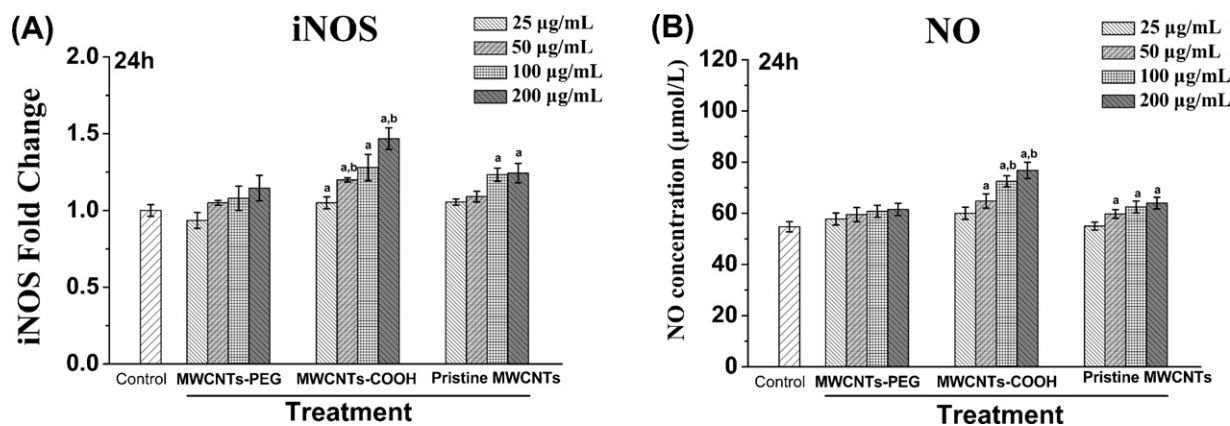 (A)
iNOS
24h
25 µg/mL
50 µg/mL
100 µg/mL
200 µg/mL
iNOS Fold Change
2.0
1.5
1.0
0.5
0.0
a
a,b
a
a,b
a
a
Control
MWCNTs-PEG
MWCNTs-COOH
Pristine MWCNTs
Treatment
(B)
NO
24h
25 µg/mL
50 µg/mL
100 µg/mL
200 µg/mL
NO concentration (µmol/L)
120
100
80
60
40
20
0
a
a,b
a,b
a
a
a
Control
MWCNTs-PEG
MWCNTs-COOH
Pristine MWCNTs
Treatment